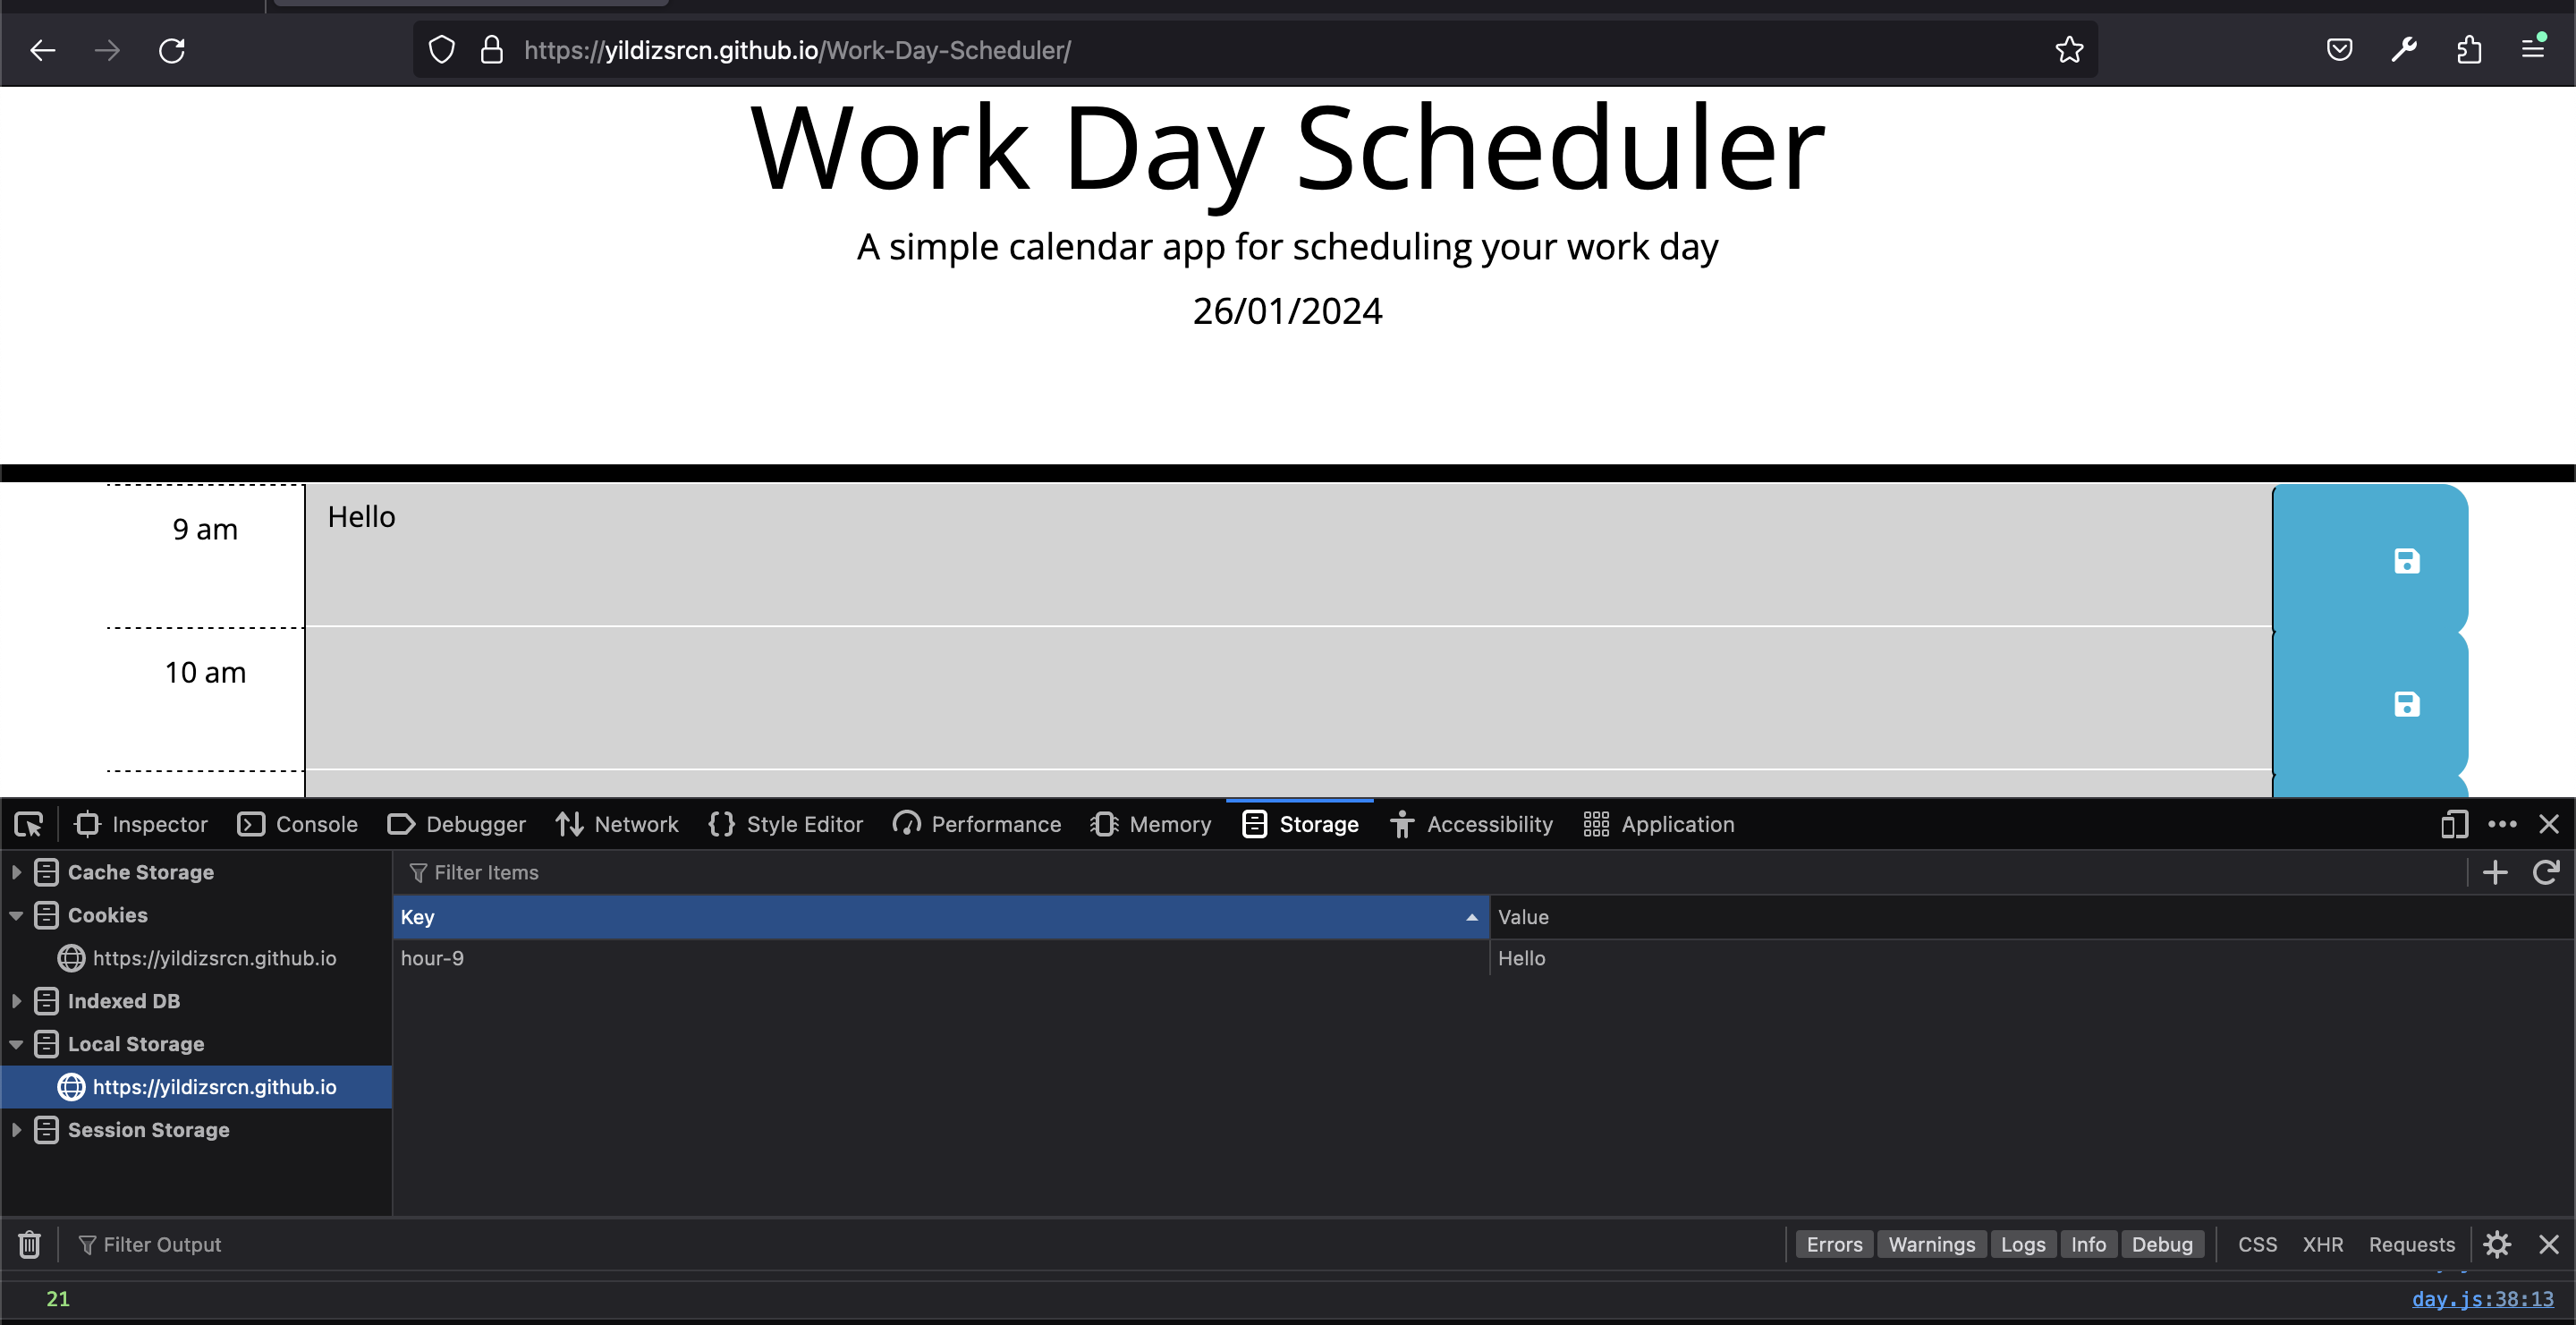 https://yildizsrcn.github.io/Work-Day-Scheduler/
Work Day Scheduler
A simple calendar app for scheduling your work day
26/01/2024
9 am
Hello
10 am
Inspector Console Debugger Network Style Editor Performance Memory Storage Accessibility Application
Cache Storage
Cookies
https://yildizsrcn.github.io
Indexed DB
Local Storage
https://yildizsrcn.github.io
Session Storage
Filter Items
Key Value
hour-9 Hello
Filter Output
Errors Warnings Logs Info Debug CSS XHR Requests
21 day.js:38:13